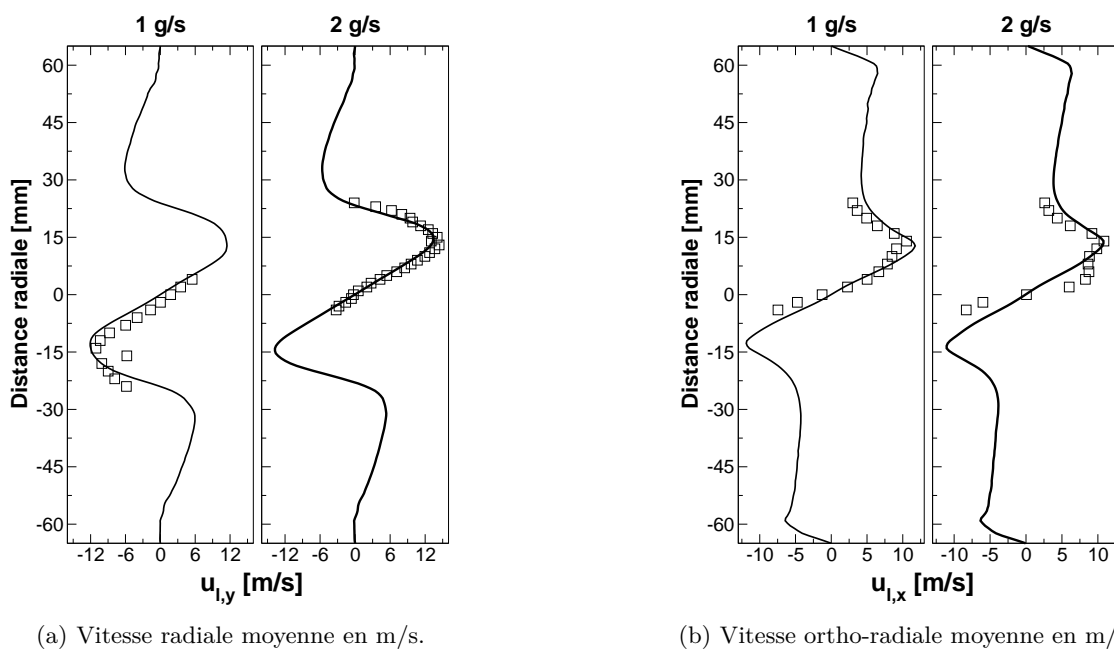 1 g/s 2 g/s
60
45
30
15
0
-15
-30
-45
-60
Distance radiale [mm]
-12 -6 0 6 12 -12 -6 0 6 12
u_l,y [m/s]
(a) Vitesse radiale moyenne en m/s.
1 g/s 2 g/s
60
45
30
15
0
-15
-30
-45
-60
Distance radiale [mm]
-10 -5 0 5 10 -10 -5 0 5 10
u_l,x [m/s]
(b) Vitesse ortho-radiale moyenne en m/